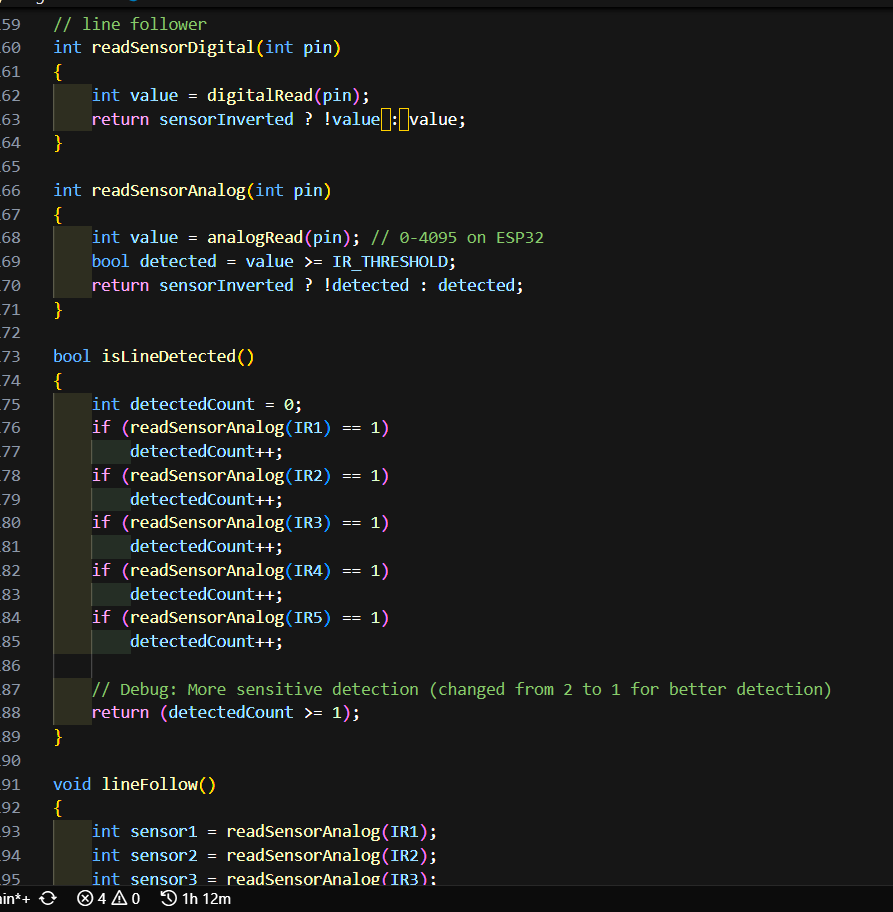 59 // line follower
60 int readSensorDigital(int pin)
61 {
62 int value = digitalRead(pin);
63 return sensorInverted ? !value : value;
64 }
65
66 int readSensorAnalog(int pin)
67 {
68 int value = analogRead(pin); // 0-4095 on ESP32
69 bool detected = value >= IR_THRESHOLD;
70 return sensorInverted ? !detected : detected;
71 }
72
73 bool isLineDetected()
74 {
75 int detectedCount = 0;
76 if (readSensorAnalog(IR1) == 1)
77 detectedCount++;
78 if (readSensorAnalog(IR2) == 1)
79 detectedCount++;
80 if (readSensorAnalog(IR3) == 1)
81 detectedCount++;
82 if (readSensorAnalog(IR4) == 1)
83 detectedCount++;
84 if (readSensorAnalog(IR5) == 1)
85 detectedCount++;
86
87 // Debug: More sensitive detection (changed from 2 to 1 for better detection)
88 return (detectedCount >= 1);
89 }
90
91 void lineFollow()
92 {
93 int sensor1 = readSensorAnalog(IR1);
94 int sensor2 = readSensorAnalog(IR2);
95 int sensor3 = readSensorAnalog(IR3);
in*+ 4 0 1h 12m